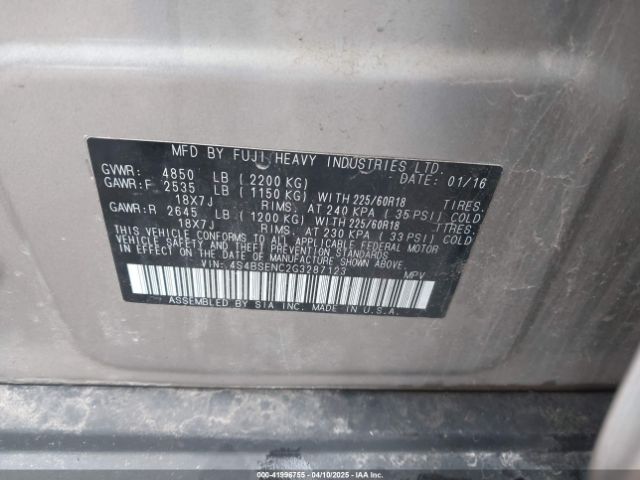 MFD BY FUJI HEAVY INDUSTRIES LTD.
GVWR: 4850 LB (2200 KG) DATE: 01/16
GAWR:F 2535 LB (1150 KG) WITH 225/60R18 TIRES.
18X7J RIMS. AT 240 KPA (35 PSI) COLD
GAWR:R 2645 LB (1200 KG) WITH 225/60R18 TIRES.
18X7J RIMS. AT 230 KPA (33 PSI) COLD
THIS VEHICLE CONFORMS TO ALL APPLICABLE FEDERAL MOTOR
VEHICLE SAFETY, BUMPER, AND THEFT PREVENTION STANDARDS
IN EFFECT ON THE DATE OF MANUFACTURE SHOWN ABOVE.
VIN: 4S4BSENC2G3287123 MPV
ASSEMBLED BY SIA INC. MADE IN U.S.A.
000-41996755 - 04/10/2025 - COPYRIGHT IAA, LLC.